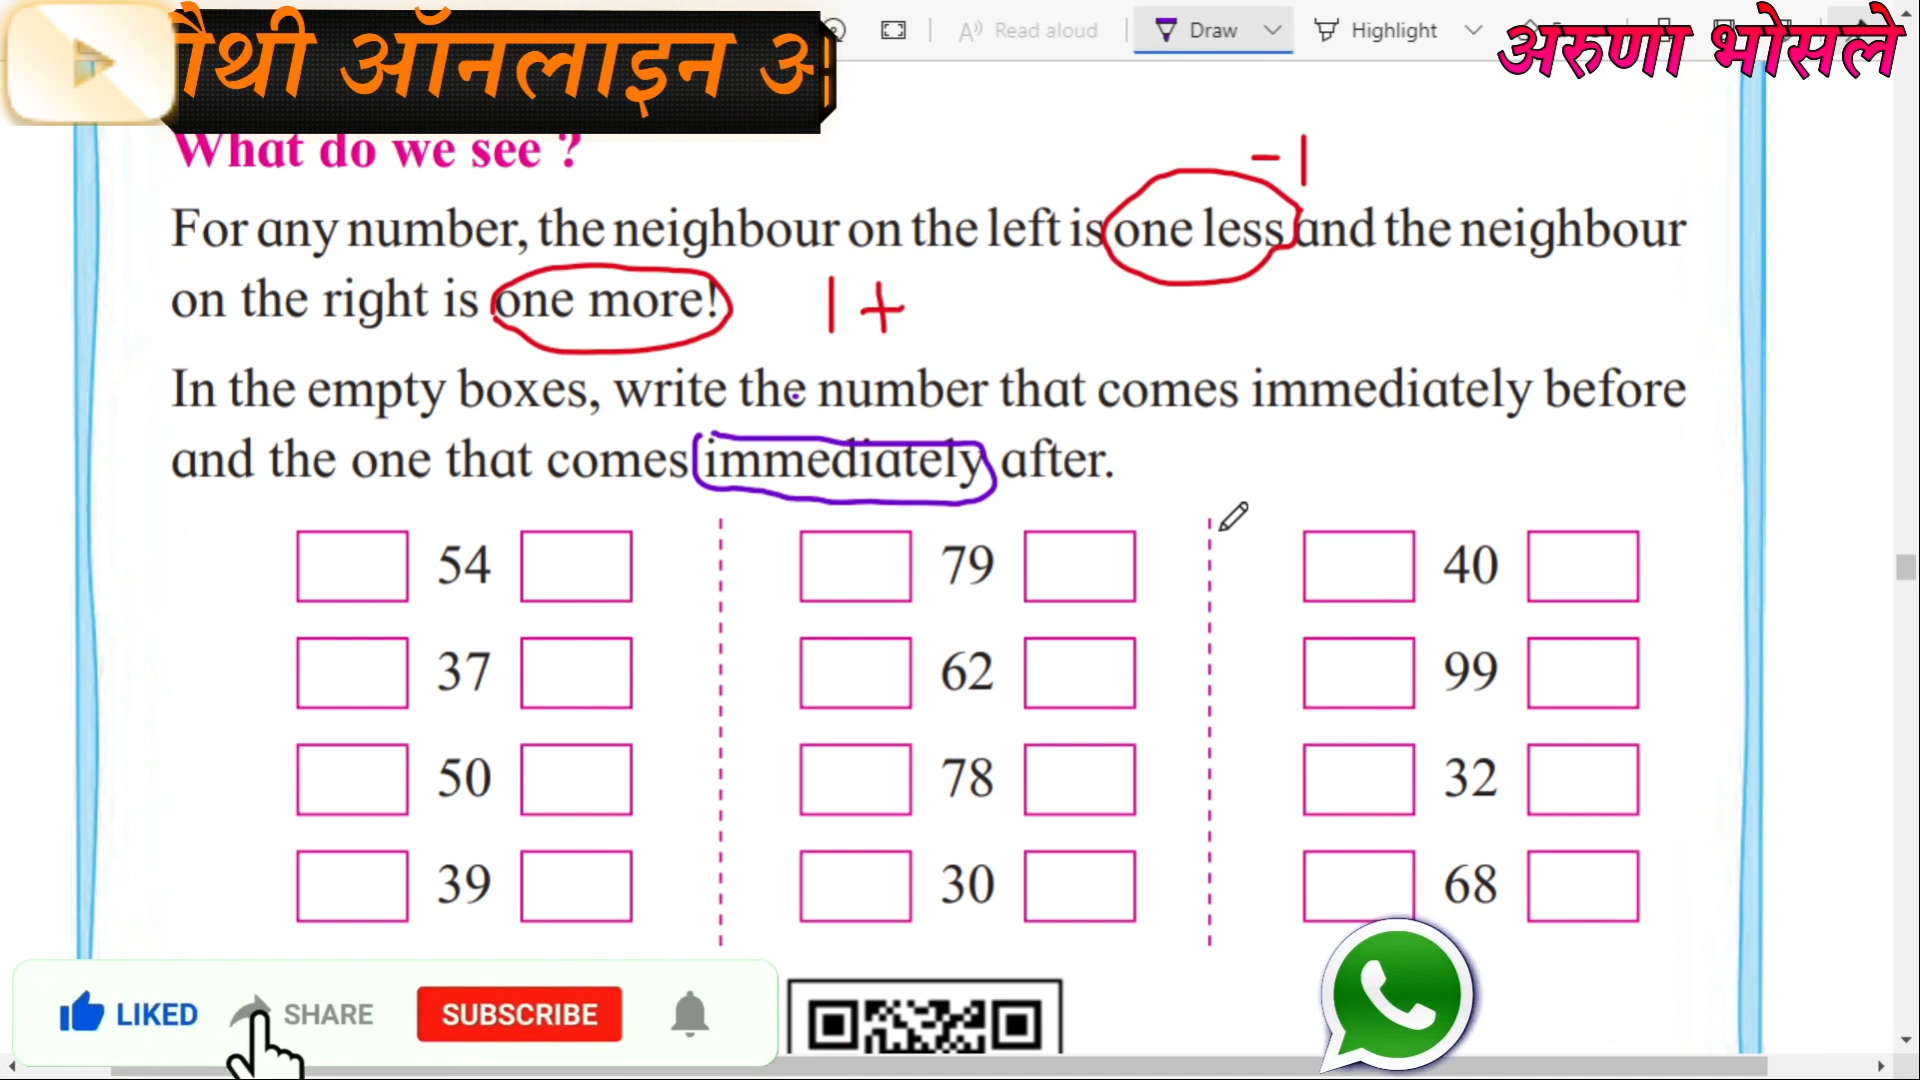 ौथी ऑनलाइन अ
Read aloud
Draw
Highlight
अरुणा भोसले
What do we see ?
- 1
For any number, the neighbour on the left is one less and the neighbour
on the right is one more!
1 +
In the empty boxes, write the number that comes immediately before
and the one that comes immediately after.
54 79 40
37 62 99
50 78 32
39 30 68
LIKED SHARE SUBSCRIBE